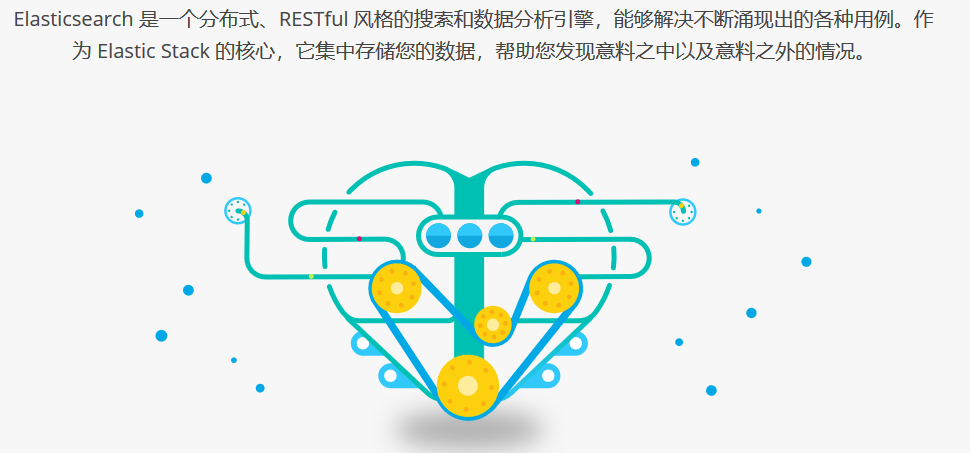 Elasticsearch 是一个分布式、RESTful 风格的搜索和数据分析引擎，能够解决不断涌现出的各种用例。作
为 Elastic Stack 的核心，它集中存储您的数据，帮助您发现意料之中以及意料之外的情况。